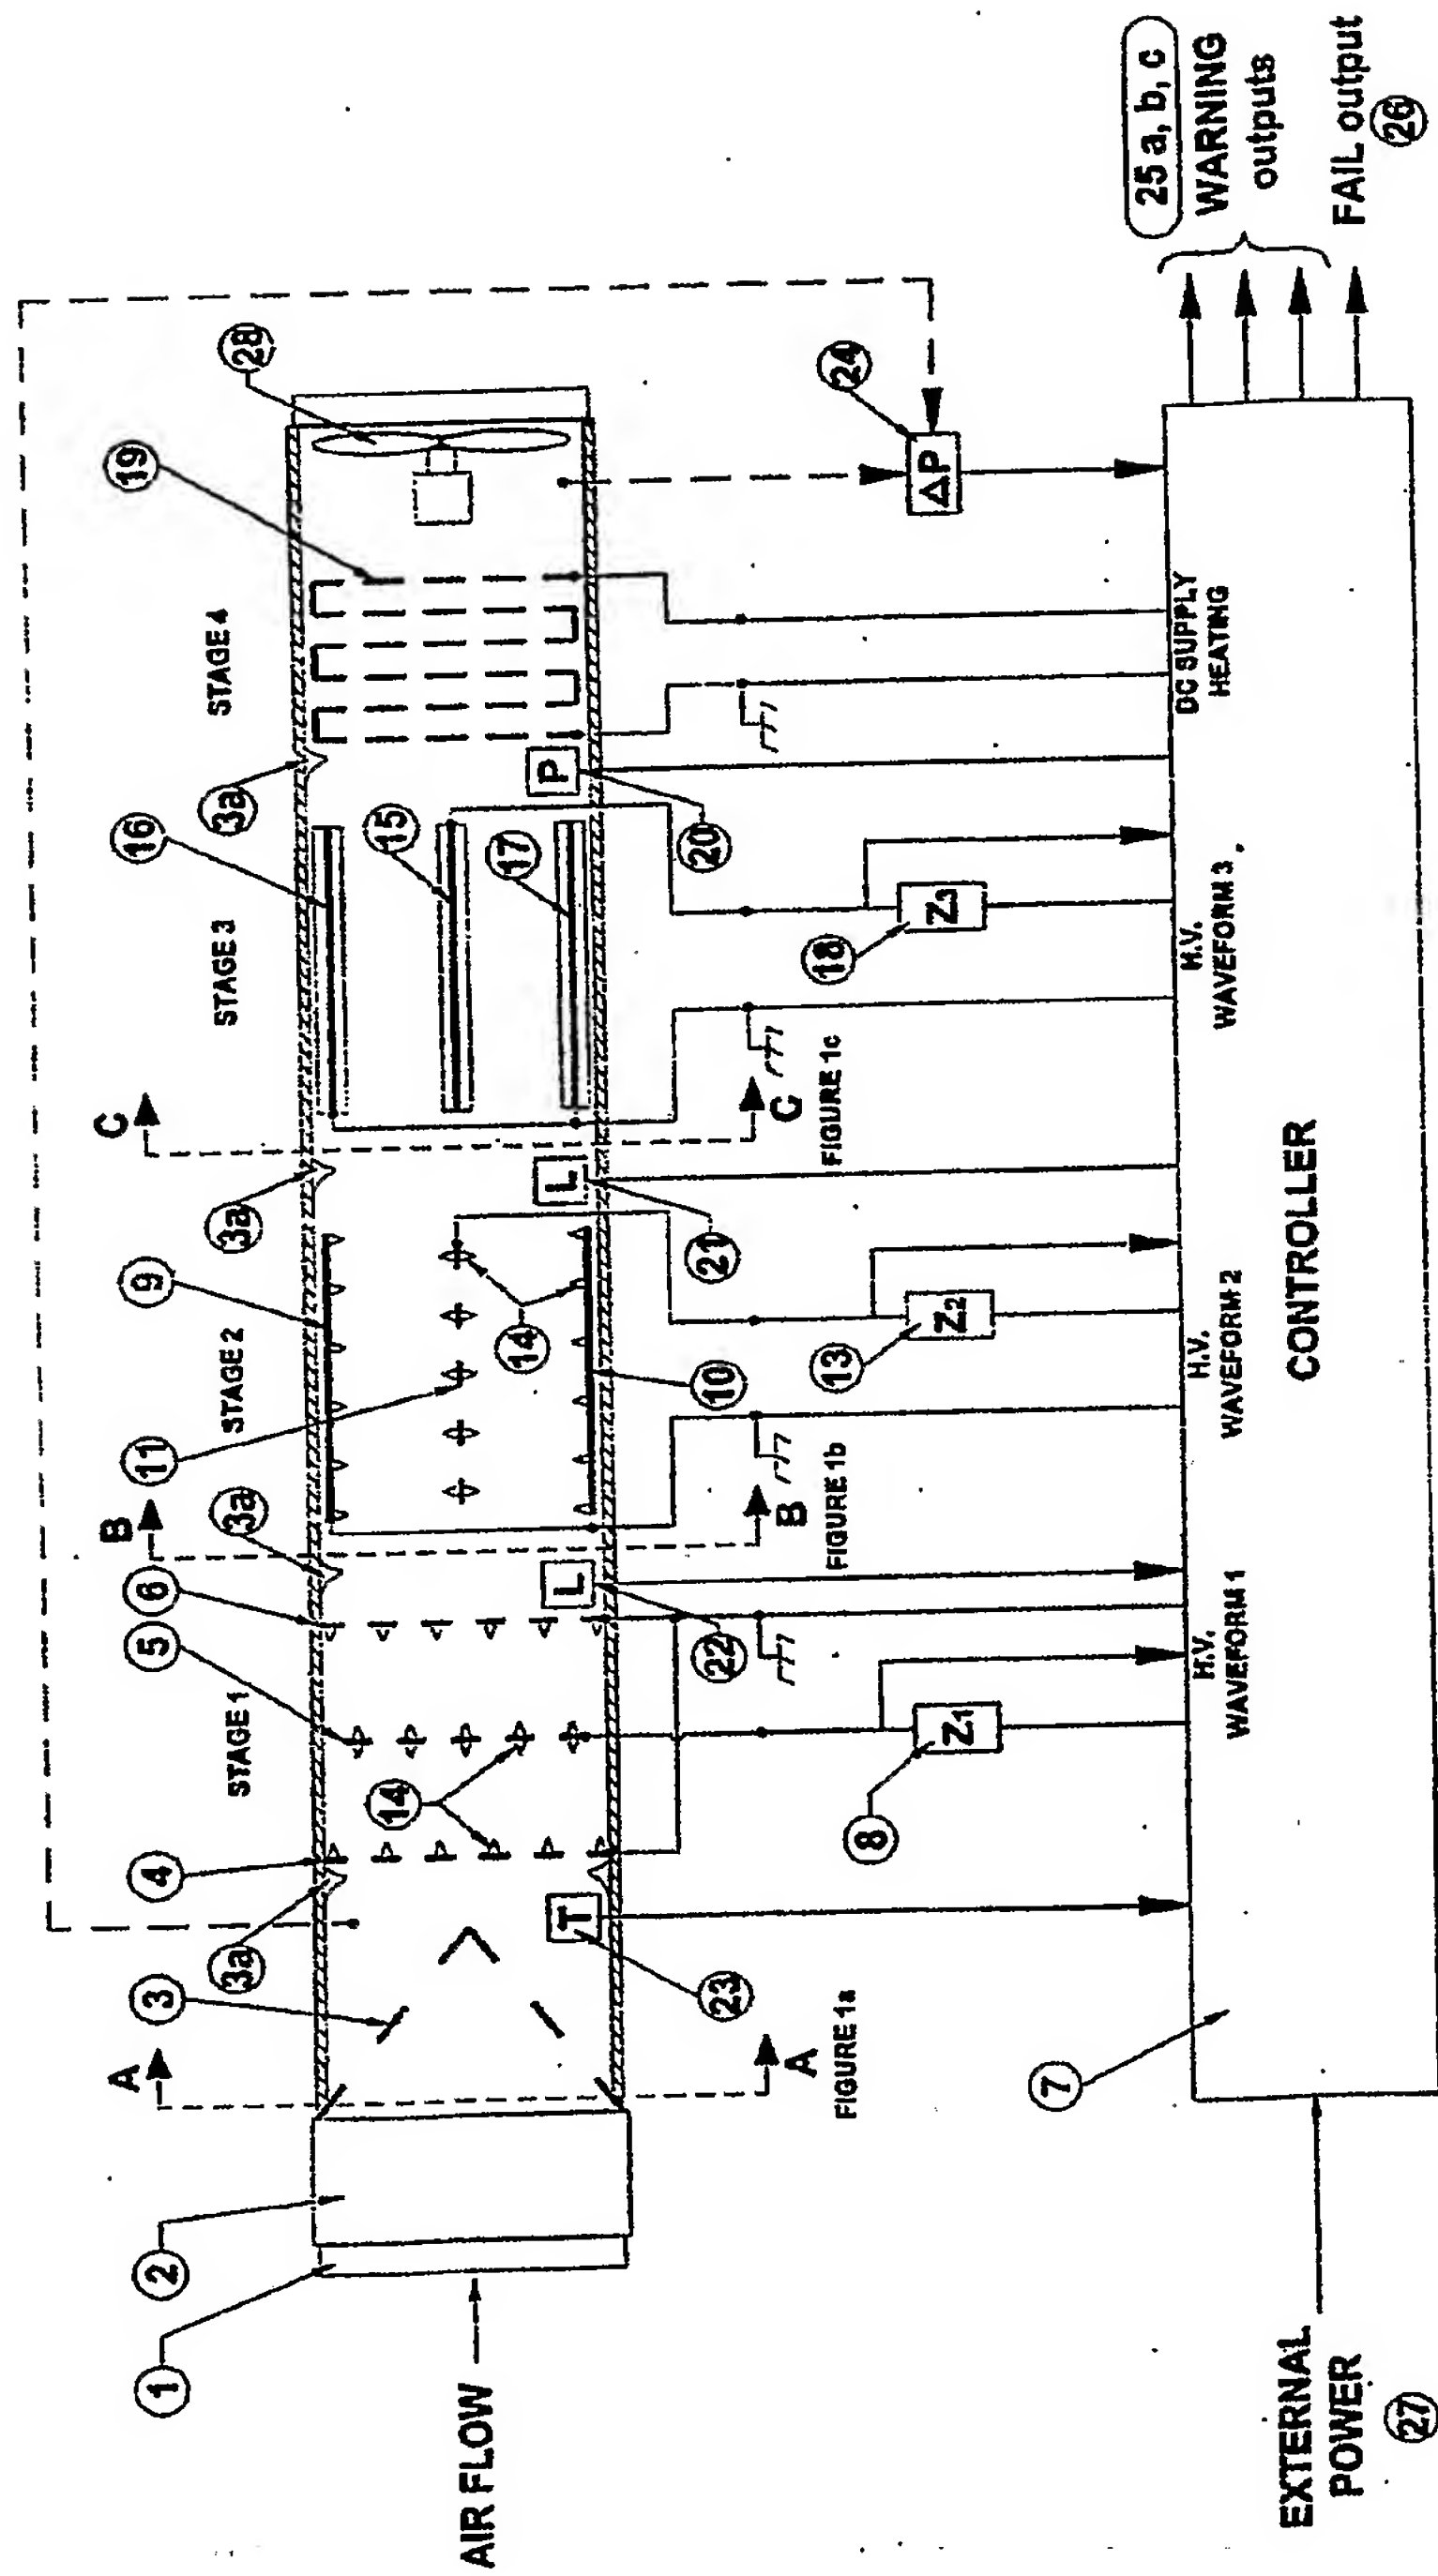 19
28
16
3a
9
11
B
3a
6
5
4
3a
3
A
2
1
C
STAGE 4
STAGE 3
STAGE 2
STAGE 1
AIR FLOW
15
17
14
14
P
L
L
T
20
21
10
22
23
C
B
A
FIGURE 1c
FIGURE 1b
FIGURE 1a
24
ΔP
18
Z3
13
Z2
8
Z1
3a
3a
DC SUPPLY
HEATING
H.V.
WAVEFORM 3
H.V.
WAVEFORM 2
H.V.
WAVEFORM 1
7
CONTROLLER
25 a, b, c
WARNING
outputs
FAIL output
26
EXTERNAL
POWER
27